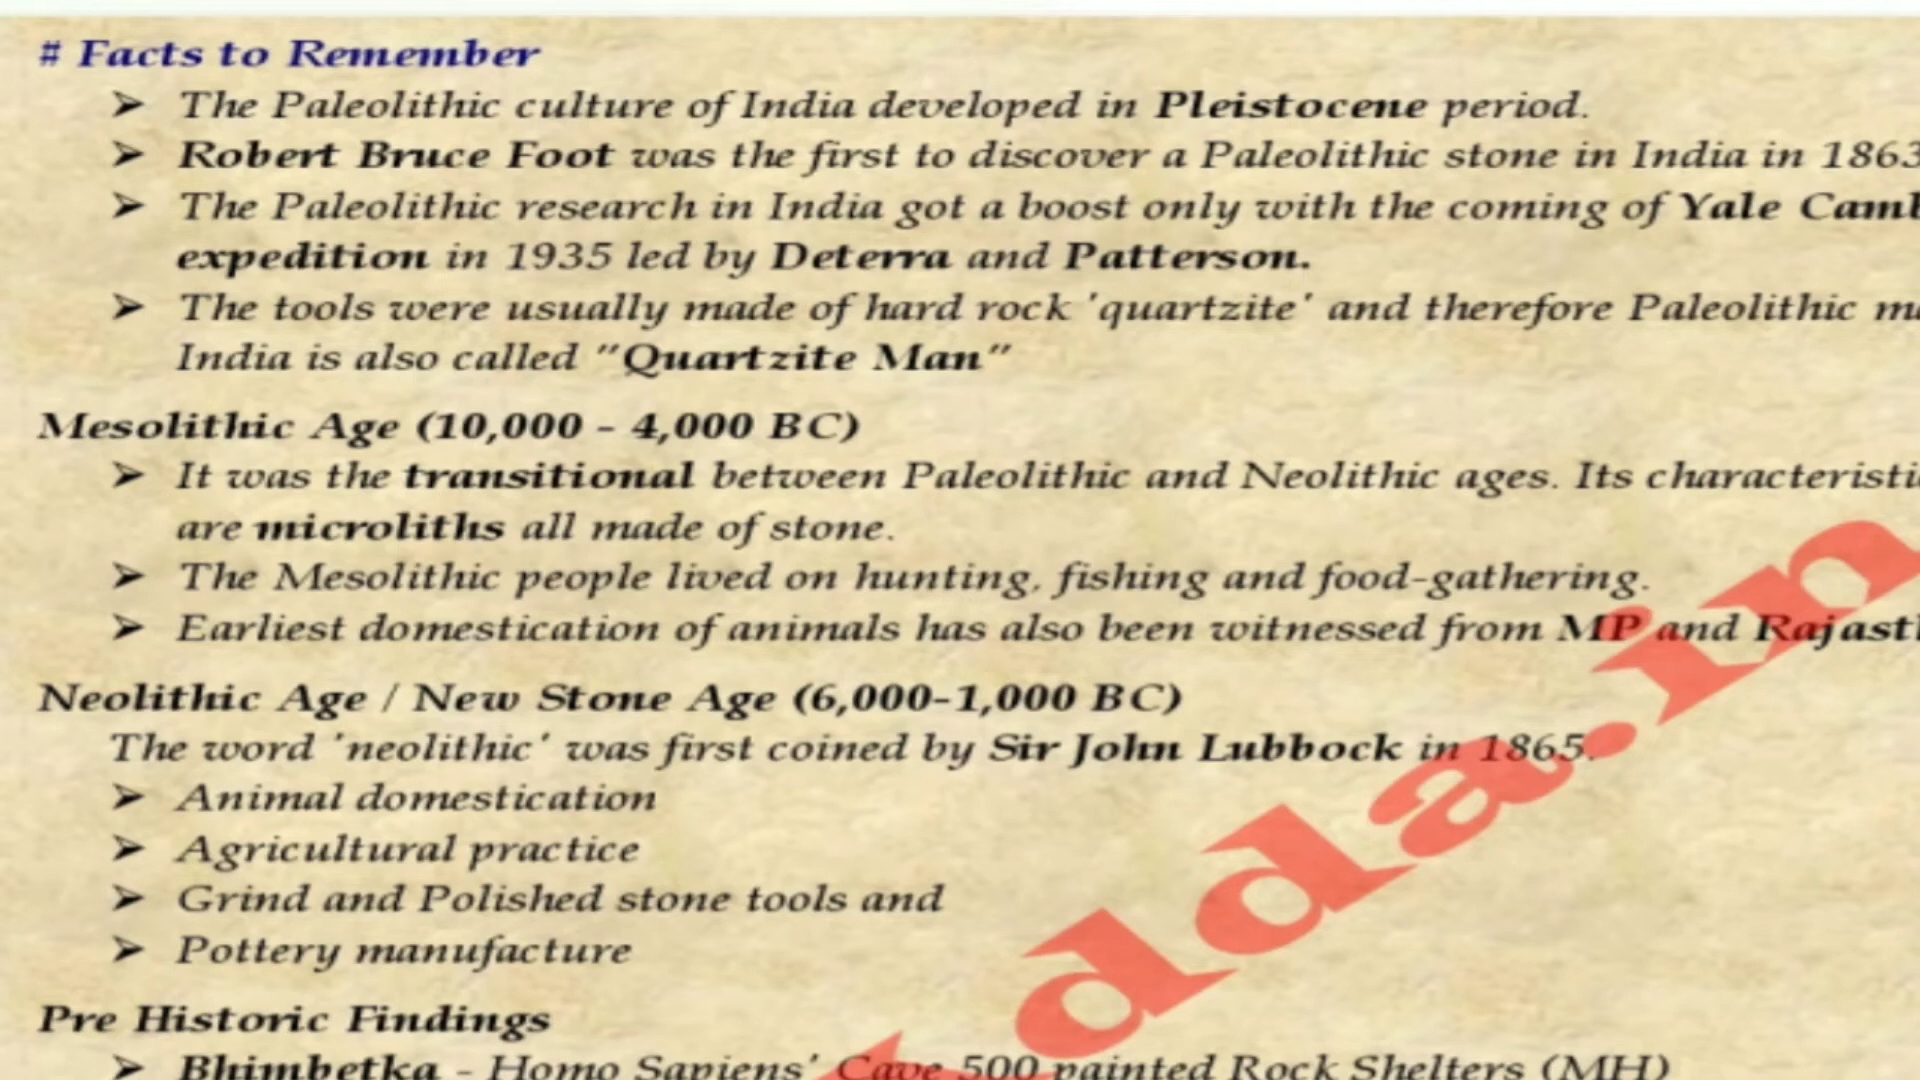 # Facts to Remember
➢ The Paleolithic culture of India developed in Pleistocene period.
➢ Robert Bruce Foot was the first to discover a Paleolithic stone in India in 1863
➢ The Paleolithic research in India got a boost only with the coming of Yale
expedition in 1935 led by Deterra and Patterson.
➢ The tools were usually made of hard rock 'quartzite' and therefore Paleolithic
India is also called "Quartzite Man"
Mesolithic Age (10,000 – 4,000 BC)
➢ It was the transitional between Paleolithic and Neolithic ages. Its
are microliths all made of stone.
➢ The Mesolithic people lived on hunting, fishing and food-gathering.
➢ Earliest domestication of animals has also been witnessed from MP and
Neolithic Age / New Stone Age (6,000–1,000 BC)
The word 'neolithic' was first coined by Sir John Lubbock in 1865.
➢ Animal domestication
➢ Agricultural practice
➢ Grind and Polished stone tools and
➢ Pottery manufacture
Pre Historic Findings
➢ Bhimbetka – Homo Sapiens' Cave 500 painted Rock Shelters (MH)
dda.in